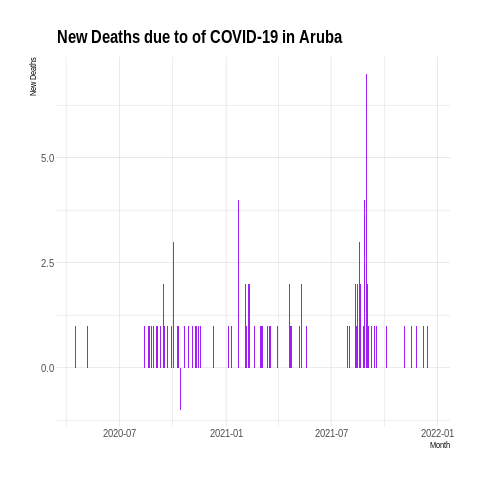 New Deaths due to of COVID-19 in Aruba
New Deaths
5.0
2.5
0.0
2020-07 2021-01 2021-07 2022-01
Month